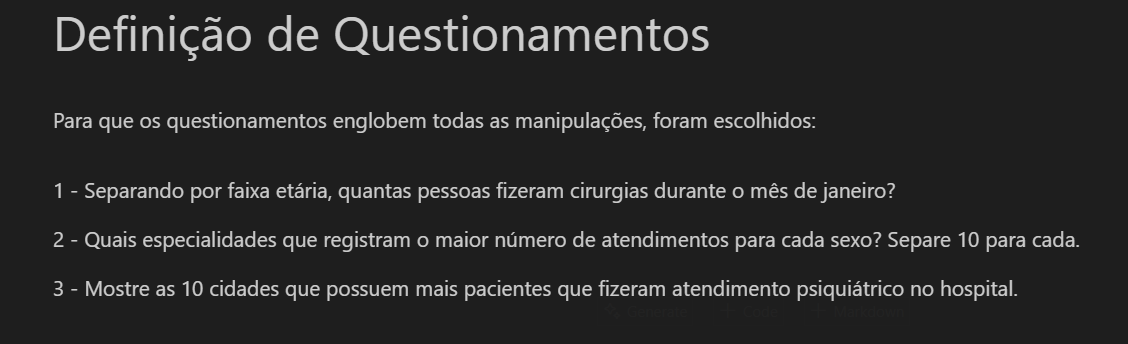 Definição de Questionamentos
Para que os questionamentos englobem todas as manipulações, foram escolhidos:
1 - Separando por faixa etária, quantas pessoas fizeram cirurgias durante o mês de janeiro?
2 - Quais especialidades que registram o maior número de atendimentos para cada sexo? Separe 10 para cada.
3 - Mostre as 10 cidades que possuem mais pacientes que fizeram atendimento psiquiátrico no hospital.